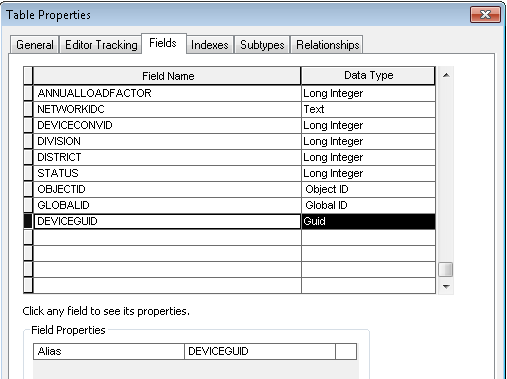 Table Properties
General Editor Tracking Fields Indexes Subtypes Relationships
Field Name Data Type
ANNUALLOADFACTOR Long Integer
NETWORKIDC Text
DEVICECONVID Long Integer
DIVISION Long Integer
DISTRICT Long Integer
STATUS Long Integer
OBJECTID Object ID
GLOBALID Global ID
DEVICEGUID Guid
Click any field to see its properties.
Field Properties
Alias DEVICEGUID